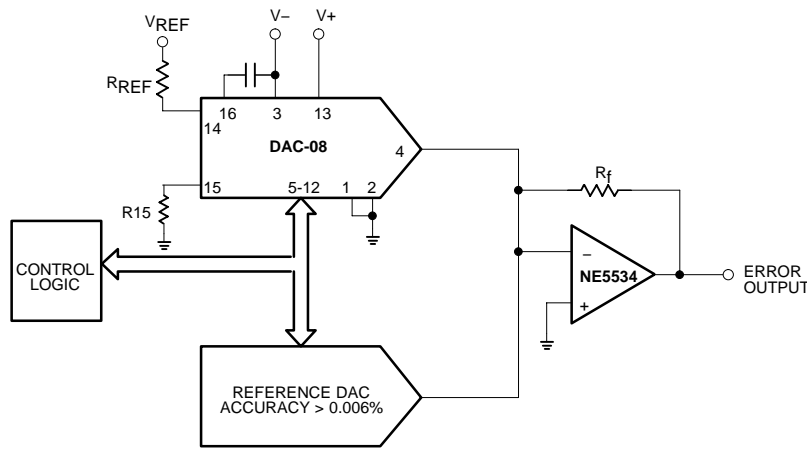 VREF
V−
V+
RREF
16
3
13
14
DAC-08
4
15
5-12
1
2
R15
Rf
CONTROL
LOGIC
−
NE5534
+
ERROR
OUTPUT
REFERENCE DAC
ACCURACY > 0.006%